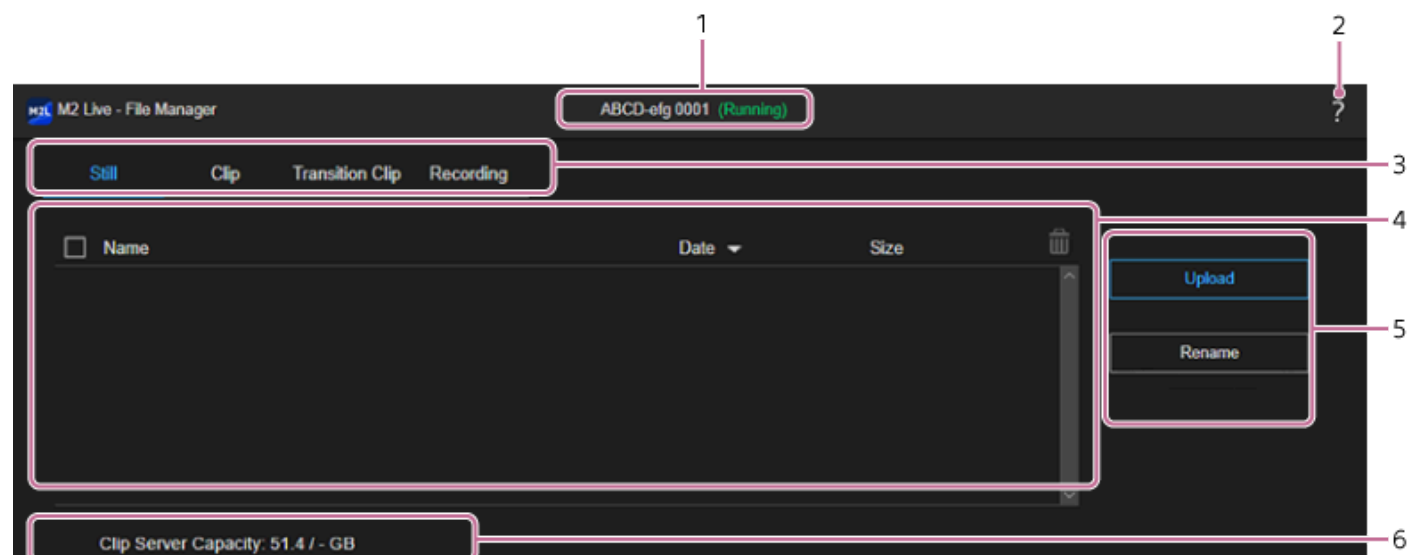 1
2
M2L M2 Live - File Manager
ABCD-efg 0001 (Running)
?
Still Clip Transition Clip Recording
3
4
Name Date Size
Upload
5
Rename
Clip Server Capacity: 51.4 / - GB
6